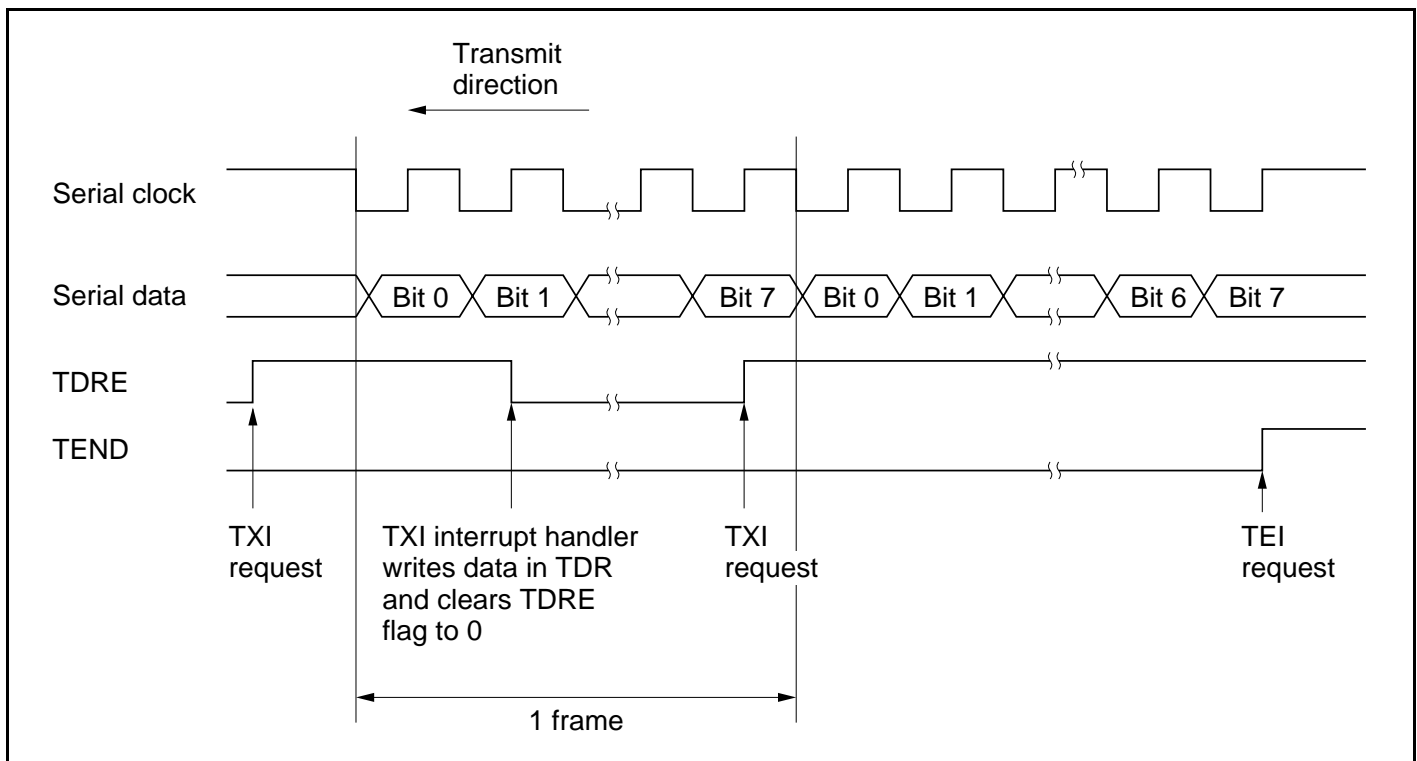 Transmit
direction
Serial clock
Serial data
Bit 0
Bit 1
Bit 7
Bit 0
Bit 1
Bit 6
Bit 7
TDRE
TEND
TXI
request
TXI interrupt handler
writes data in TDR
and clears TDRE
flag to 0
TXI
request
TEI
request
1 frame